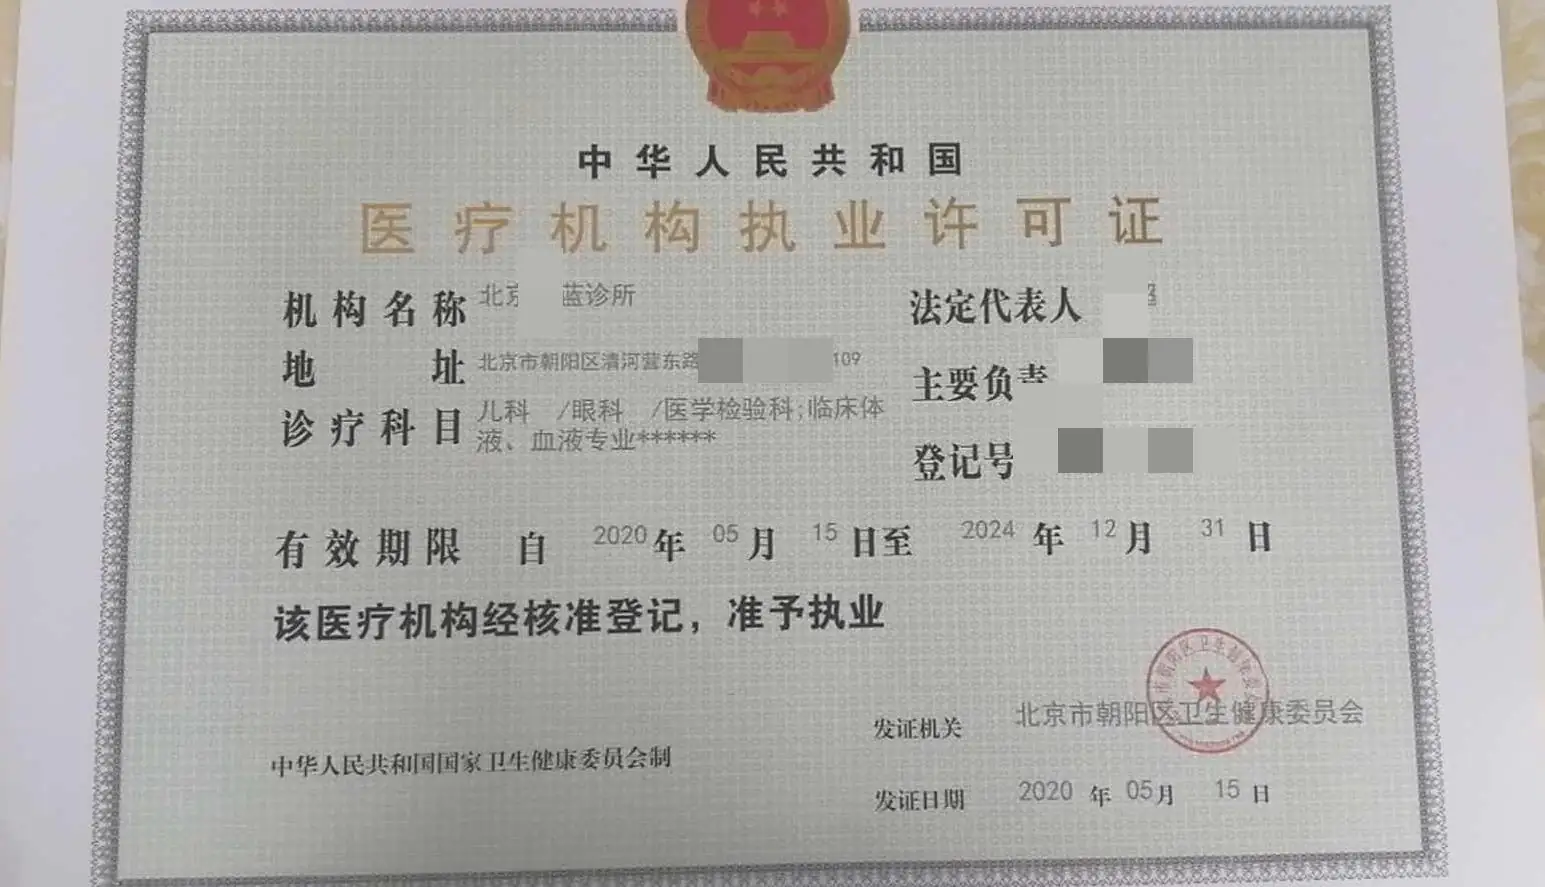 中华人民共和国
医疗机构执业许可证
机构名称 北京 蓝诊所
法定代表人
地址 北京市朝阳区清河营东路 109
主要负责
诊疗科目 儿科 /眼科 /医学检验科;临床体
液、血液专业******
登记号
有效期限 自 2020 年 05 月 15 日至 2024 年 12 月 31 日
该医疗机构经核准登记，准予执业
发证机关 北京市朝阳区卫生健康委员会
中华人民共和国国家卫生健康委员会制
发证日期 2020 年 05 月 15 日